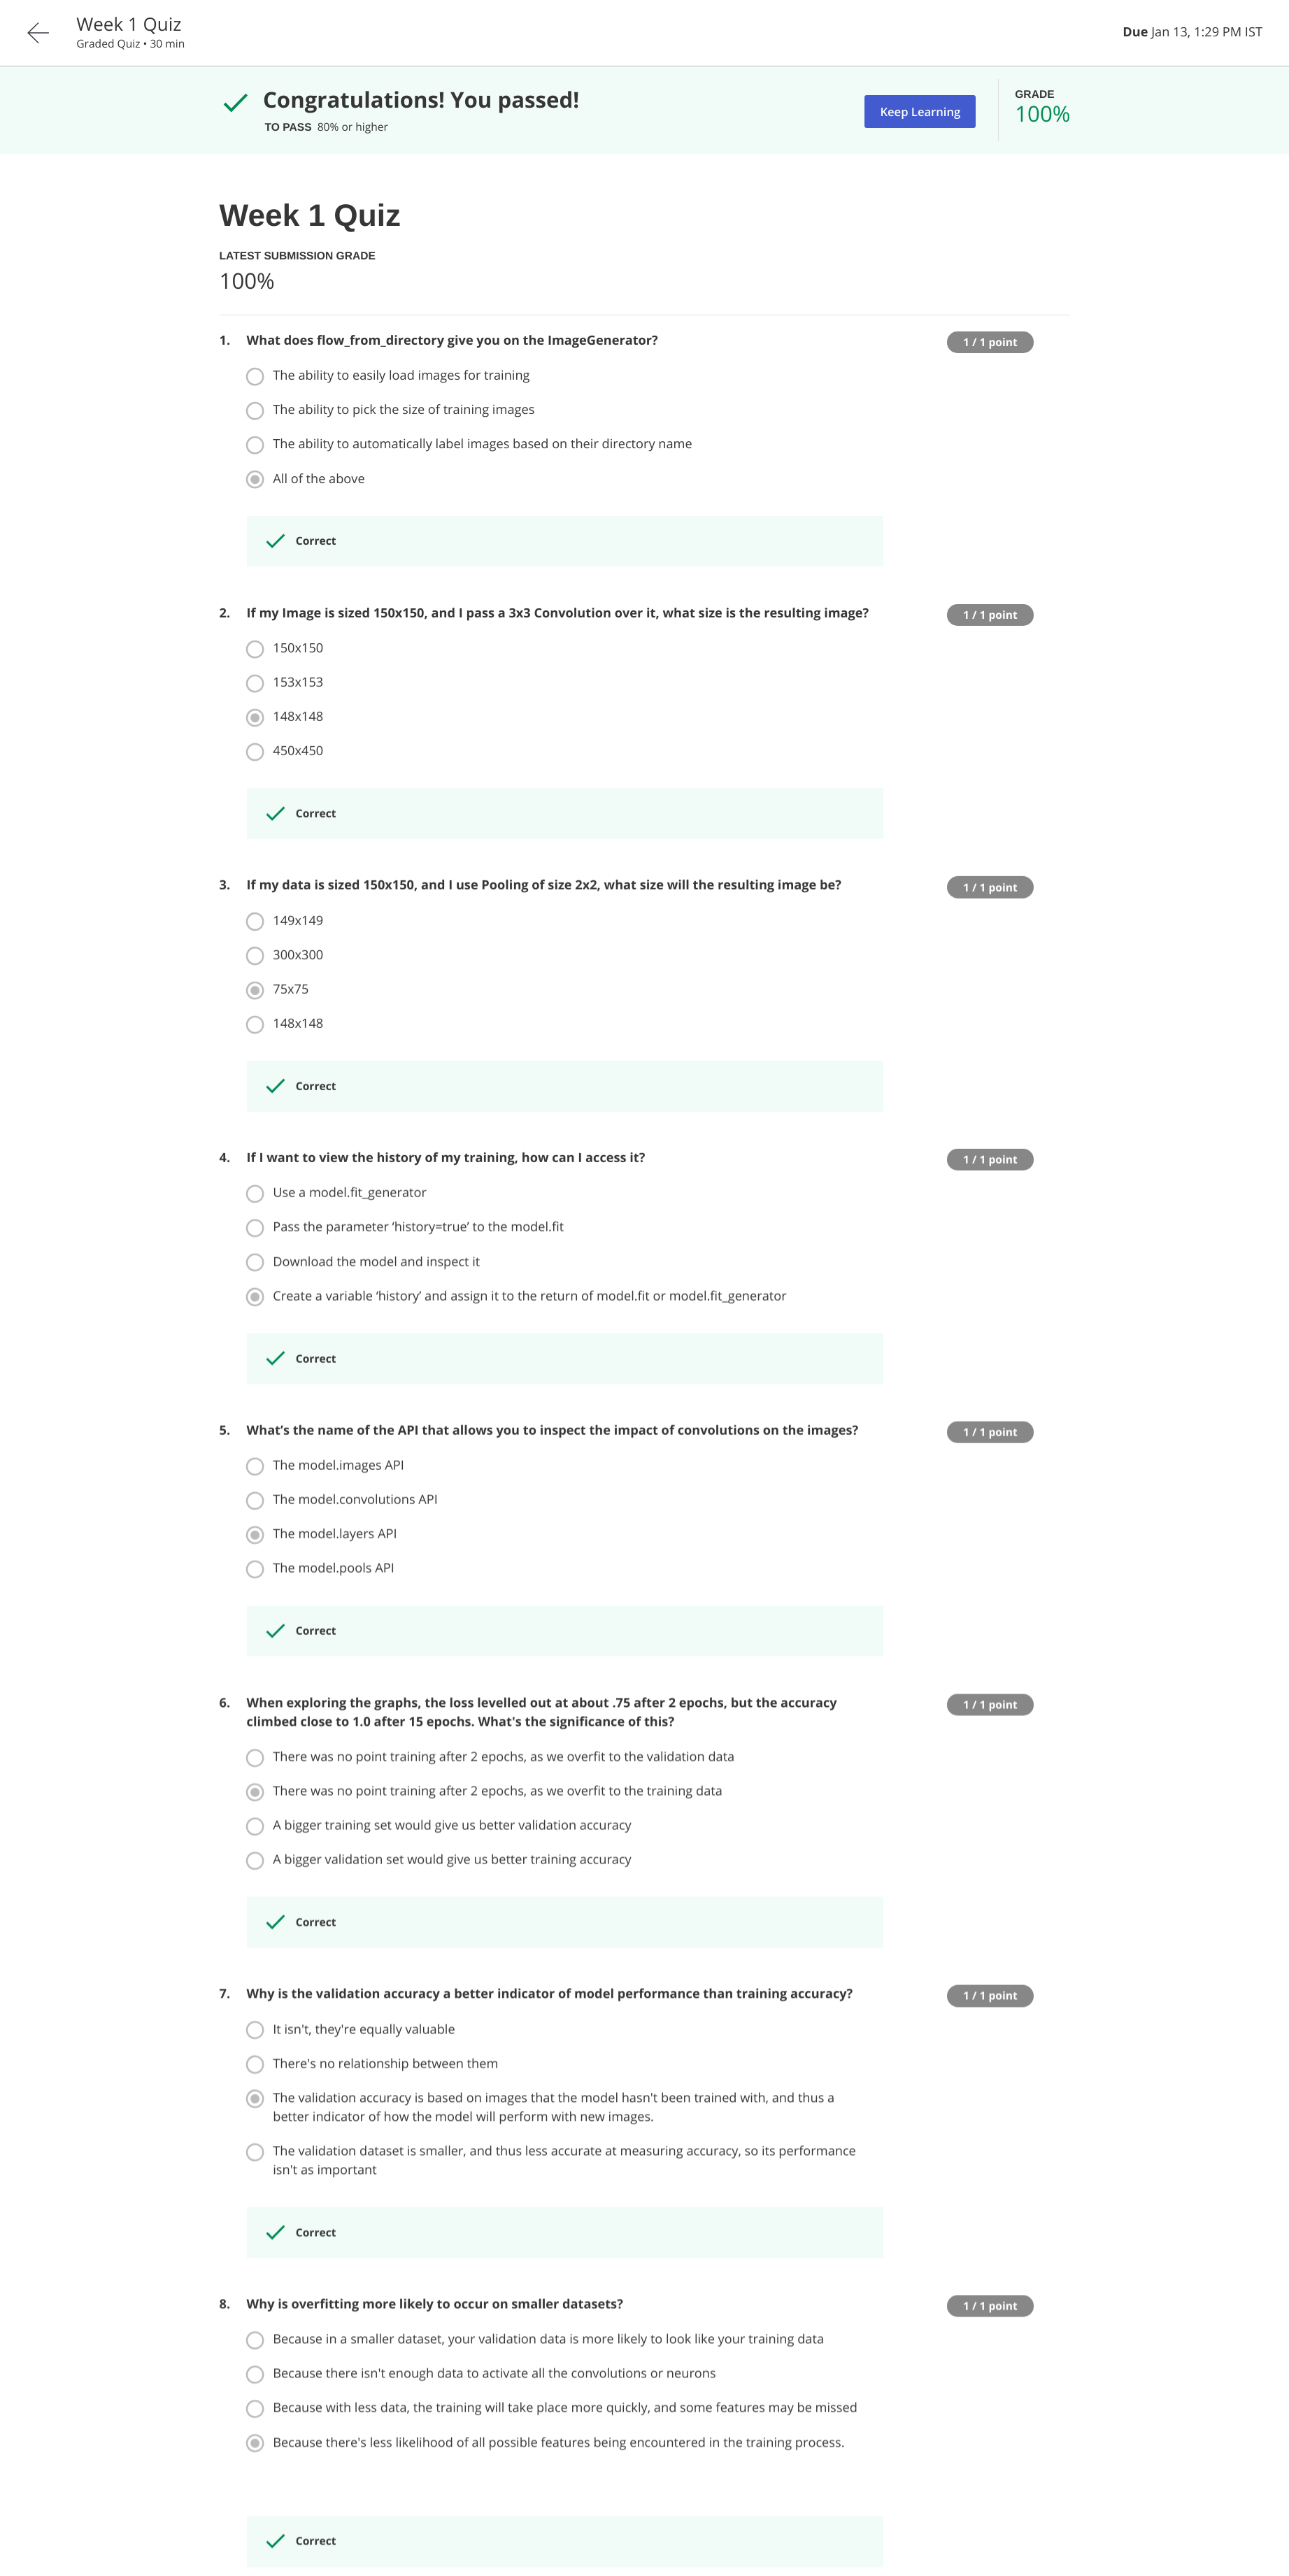 Week 1 Quiz
Graded Quiz • 30 min
Due Jan 13, 1:29 PM IST
Congratulations! You passed!
TO PASS 80% or higher
Keep Learning
GRADE
100%
Week 1 Quiz
LATEST SUBMISSION GRADE
100%
1. What does flow_from_directory give you on the ImageGenerator?
1 / 1 point
The ability to easily load images for training
The ability to pick the size of training images
The ability to automatically label images based on their directory name
All of the above
Correct
2. If my Image is sized 150x150, and I pass a 3x3 Convolution over it, what size is the resulting image?
1 / 1 point
150x150
153x153
148x148
450x450
Correct
3. If my data is sized 150x150, and I use Pooling of size 2x2, what size will the resulting image be?
1 / 1 point
149x149
300x300
75x75
148x148
Correct
4. If I want to view the history of my training, how can I access it?
1 / 1 point
Use a model.fit_generator
Pass the parameter ‘history=true’ to the model.fit
Download the model and inspect it
Create a variable ‘history’ and assign it to the return of model.fit or model.fit_generator
Correct
5. What’s the name of the API that allows you to inspect the impact of convolutions on the images?
1 / 1 point
The model.images API
The model.convolutions API
The model.layers API
The model.pools API
Correct
6. When exploring the graphs, the loss levelled out at about .75 after 2 epochs, but the accuracy
climbed close to 1.0 after 15 epochs. What's the significance of this?
1 / 1 point
There was no point training after 2 epochs, as we overfit to the validation data
There was no point training after 2 epochs, as we overfit to the training data
A bigger training set would give us better validation accuracy
A bigger validation set would give us better training accuracy
Correct
7. Why is the validation accuracy a better indicator of model performance than training accuracy?
1 / 1 point
It isn't, they're equally valuable
There's no relationship between them
The validation accuracy is based on images that the model hasn't been trained with, and thus a
better indicator of how the model will perform with new images.
The validation dataset is smaller, and thus less accurate at measuring accuracy, so its performance
isn't as important
Correct
8. Why is overfitting more likely to occur on smaller datasets?
1 / 1 point
Because in a smaller dataset, your validation data is more likely to look like your training data
Because there isn't enough data to activate all the convolutions or neurons
Because with less data, the training will take place more quickly, and some features may be missed
Because there's less likelihood of all possible features being encountered in the training process.
Correct